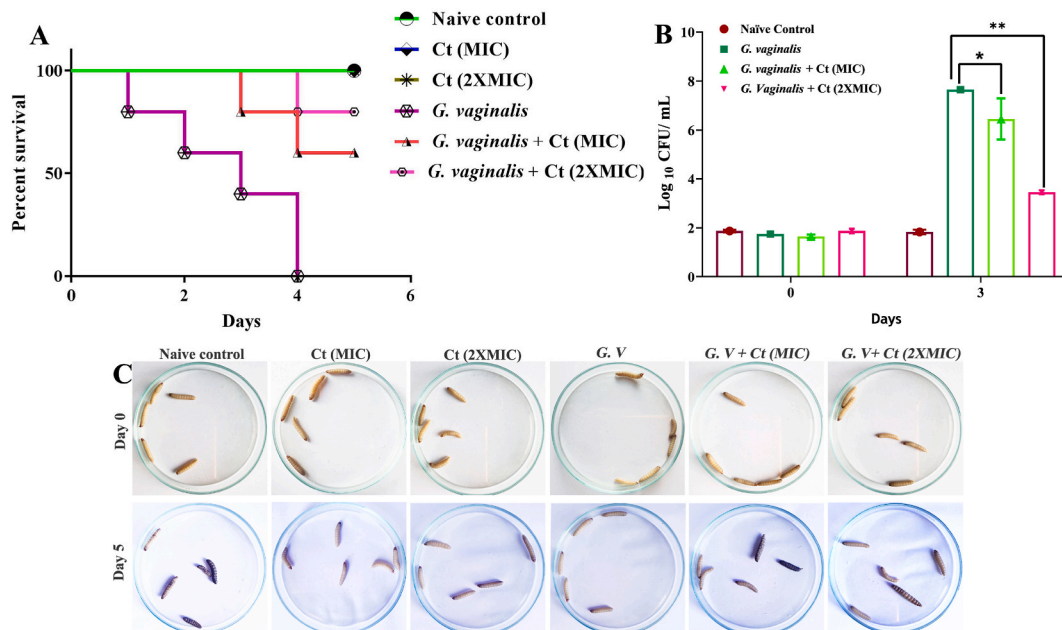 A
Percent survival
100
50
0
0
2
4
6
Days
Naive control
Ct (MIC)
Ct (2XMIC)
G. vaginalis
G. vaginalis + Ct (MIC)
G. vaginalis + Ct (2XMIC)
B
Log 10 CFU/ mL
10
8
6
4
2
0
Naïve Control
G. vaginalis
G. vaginalis + Ct (MIC)
G. Vaginalis + Ct (2XMIC)
**
*
0
3
Days
C
Naive control
Ct (MIC)
Ct (2XMIC)
G. V
G. V + Ct (MIC)
G. V+ Ct (2XMIC)
Day 0
Day 5